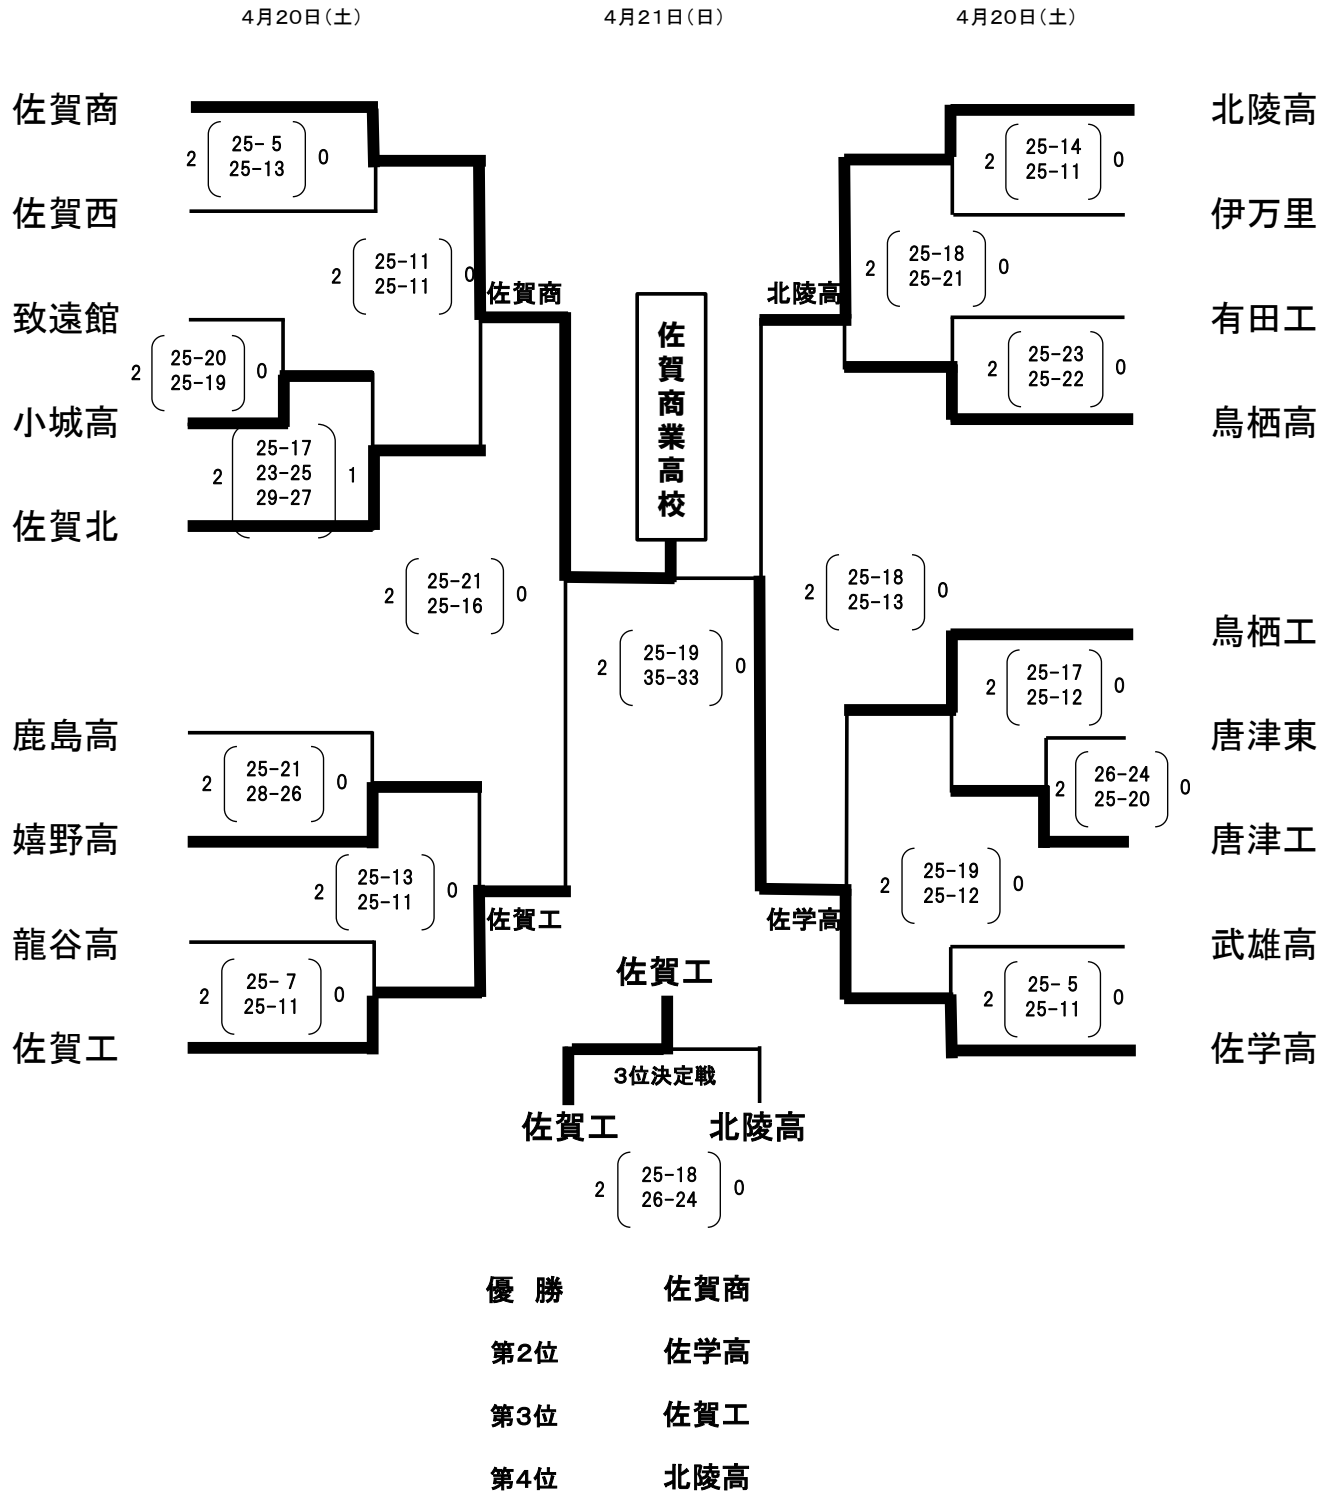 4月20日（土）
4月21日（日）
4月20日（土）
佐賀商
2 25- 5 0
25-13
佐賀西
2 25-11 0
25-11
致遠館
2 25-20 0
25-19
小城高
25-17
2 23-25 1
29-27
佐賀北
佐賀商
2 25-21 0
25-16
鹿島高
2 25-21 0
28-26
嬉野高
2 25-13 0
25-11
龍谷高
2 25- 7 0
25-11
佐賀工
佐賀工
佐賀商業高校
2 25-19 0
35-33
北陵高
2 25-14 0
25-11
伊万里
2 25-18 0
25-21
北陵高
有田工
2 25-23 0
25-22
鳥栖高
2 25-18 0
25-13
鳥栖工
2 25-17 0
25-12
唐津東
2 26-24 0
25-20
唐津工
2 25-19 0
25-12
佐学高
武雄高
2 25- 5 0
25-11
佐学高
佐賀工
3位決定戦
佐賀工 北陵高
2 25-18 0
26-24
優 勝 佐賀商
第2位 佐学高
第3位 佐賀工
第4位 北陵高